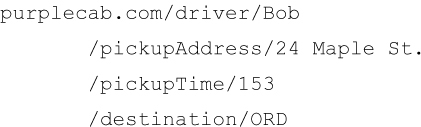 purplecab.com/driver/Bob
/pickupAddress/24 Maple St.
/pickupTime/153
/destination/ORD